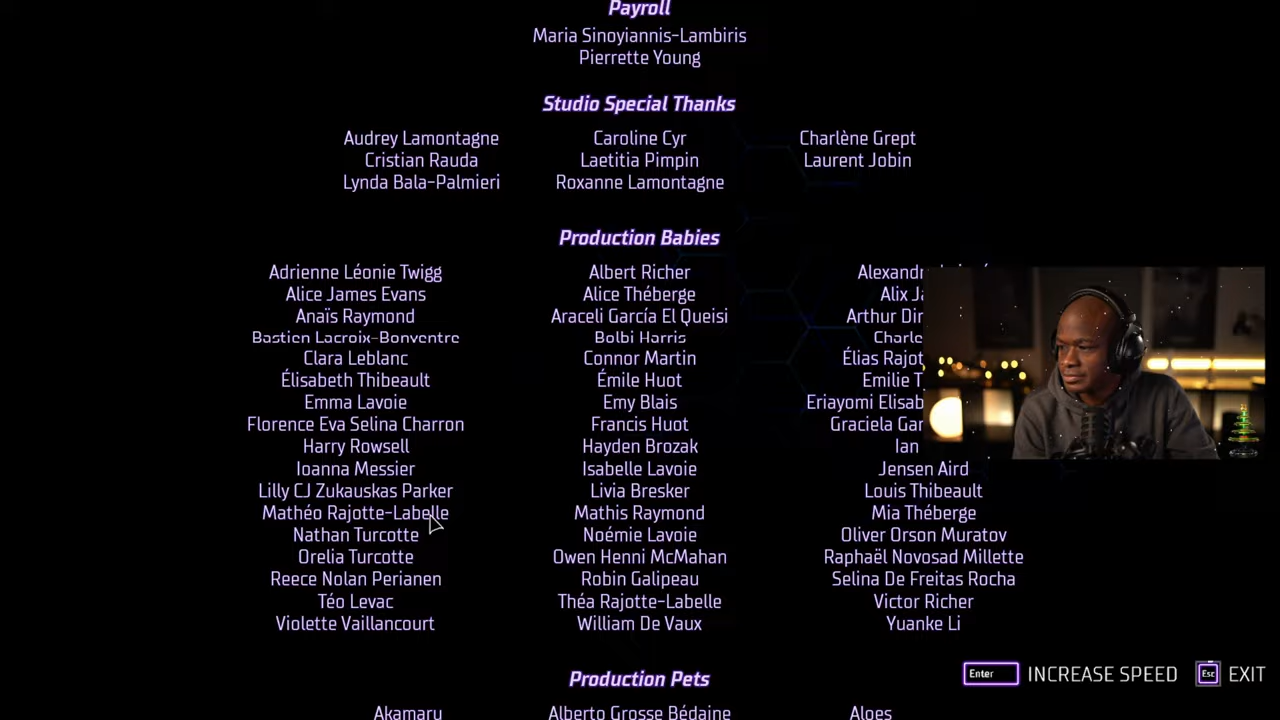 Payroll
Maria Sinoyiannis-Lambiris
Pierrette Young
Studio Special Thanks
Audrey Lamontagne Caroline Cyr Charlène Grept
Cristian Rauda Laetitia Pimpin Laurent Jobin
Lynda Bala-Palmieri Roxanne Lamontagne
Production Babies
Adrienne Léonie Twigg Albert Richer
Alice James Evans Alice Théberge Alix
Anaïs Raymond Araceli García El Queisi Arthur
Bastien Lacroix-Bonventre Bolbi Harris
Clara Leblanc Connor Martin Élias
Élisabeth Thibeault Émile Huot Emilie
Emma Lavoie Emy Blais Eriayomi
Florence Eva Selina Charron Francis Huot Graciela
Harry Rowsell Hayden Brozak Ian
Ioanna Messier Isabelle Lavoie Jensen Aird
Lilly CJ Zukauskas Parker Livia Bresker Louis Thibeault
Mathéo Rajotte-Labelle Mathis Raymond Mia Théberge
Nathan Turcotte Noémie Lavoie Oliver Orson Muratov
Orelia Turcotte Owen Henni McMahan Raphaël Novosad Millette
Reece Nolan Perianen Robin Galipeau Selina De Freitas Rocha
Téo Levac Théa Rajotte-Labelle Victor Richer
Violette Vaillancourt William De Vaux Yuanke Li
Enter INCREASE SPEED Esc EXIT
Production Pets
Akamaru Alberto Grosse Bédaine Aloes